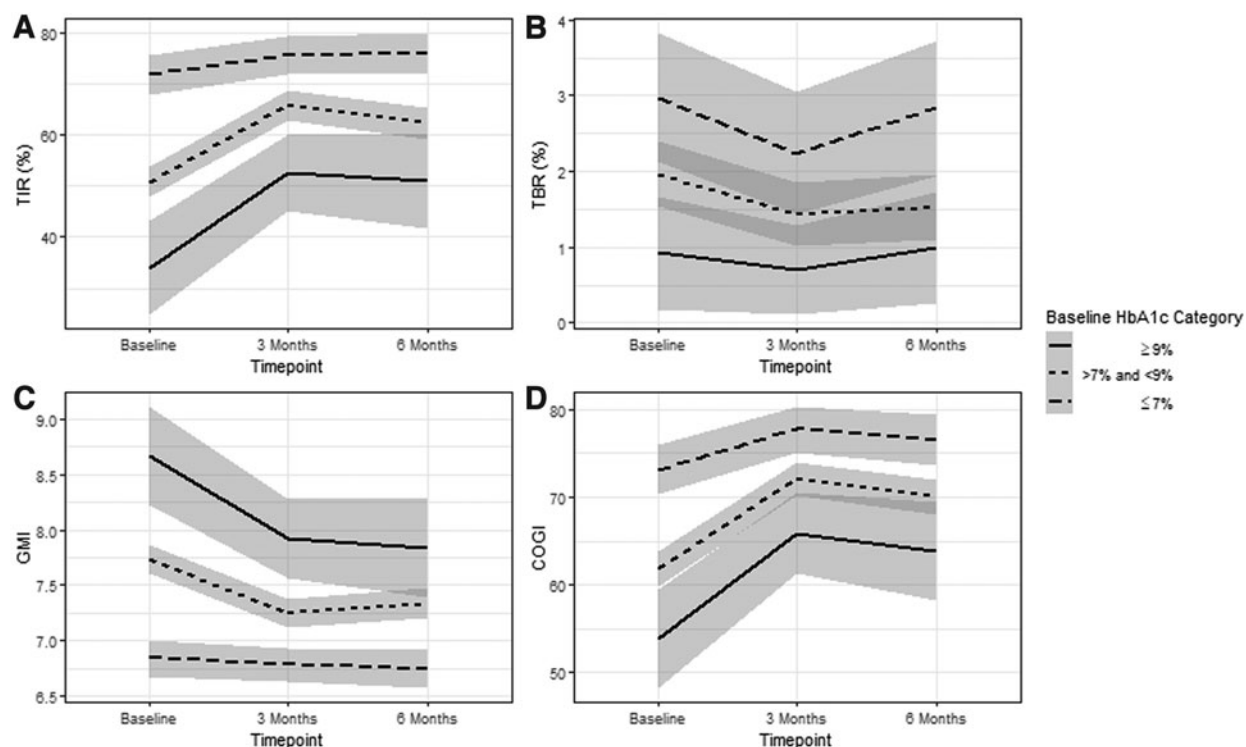 A
TIR (%)
80
60
40
Baseline
3 Months
6 Months
Timepoint
B
TBR (%)
4
3
2
1
0
Baseline
3 Months
6 Months
Timepoint
C
GMI
9.0
8.5
8.0
7.5
7.0
6.5
Baseline
3 Months
6 Months
Timepoint
D
COGI
80
70
60
50
Baseline
3 Months
6 Months
Timepoint
Baseline HbA1c Category
≥9%
>7% and <9%
≤7%